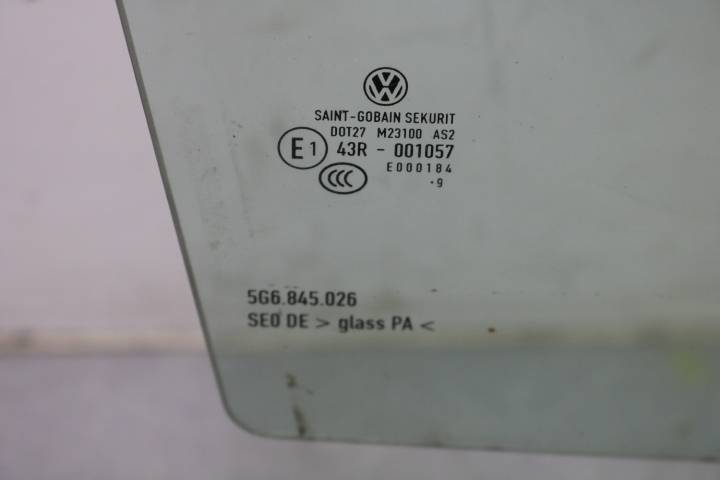 VW
SAINT-GOBAIN SEKURIT
DOT27 M23100 AS2
E1 43R - 001057
CCC E000184
·9
5G6.845.026
SEO DE > glass PA <